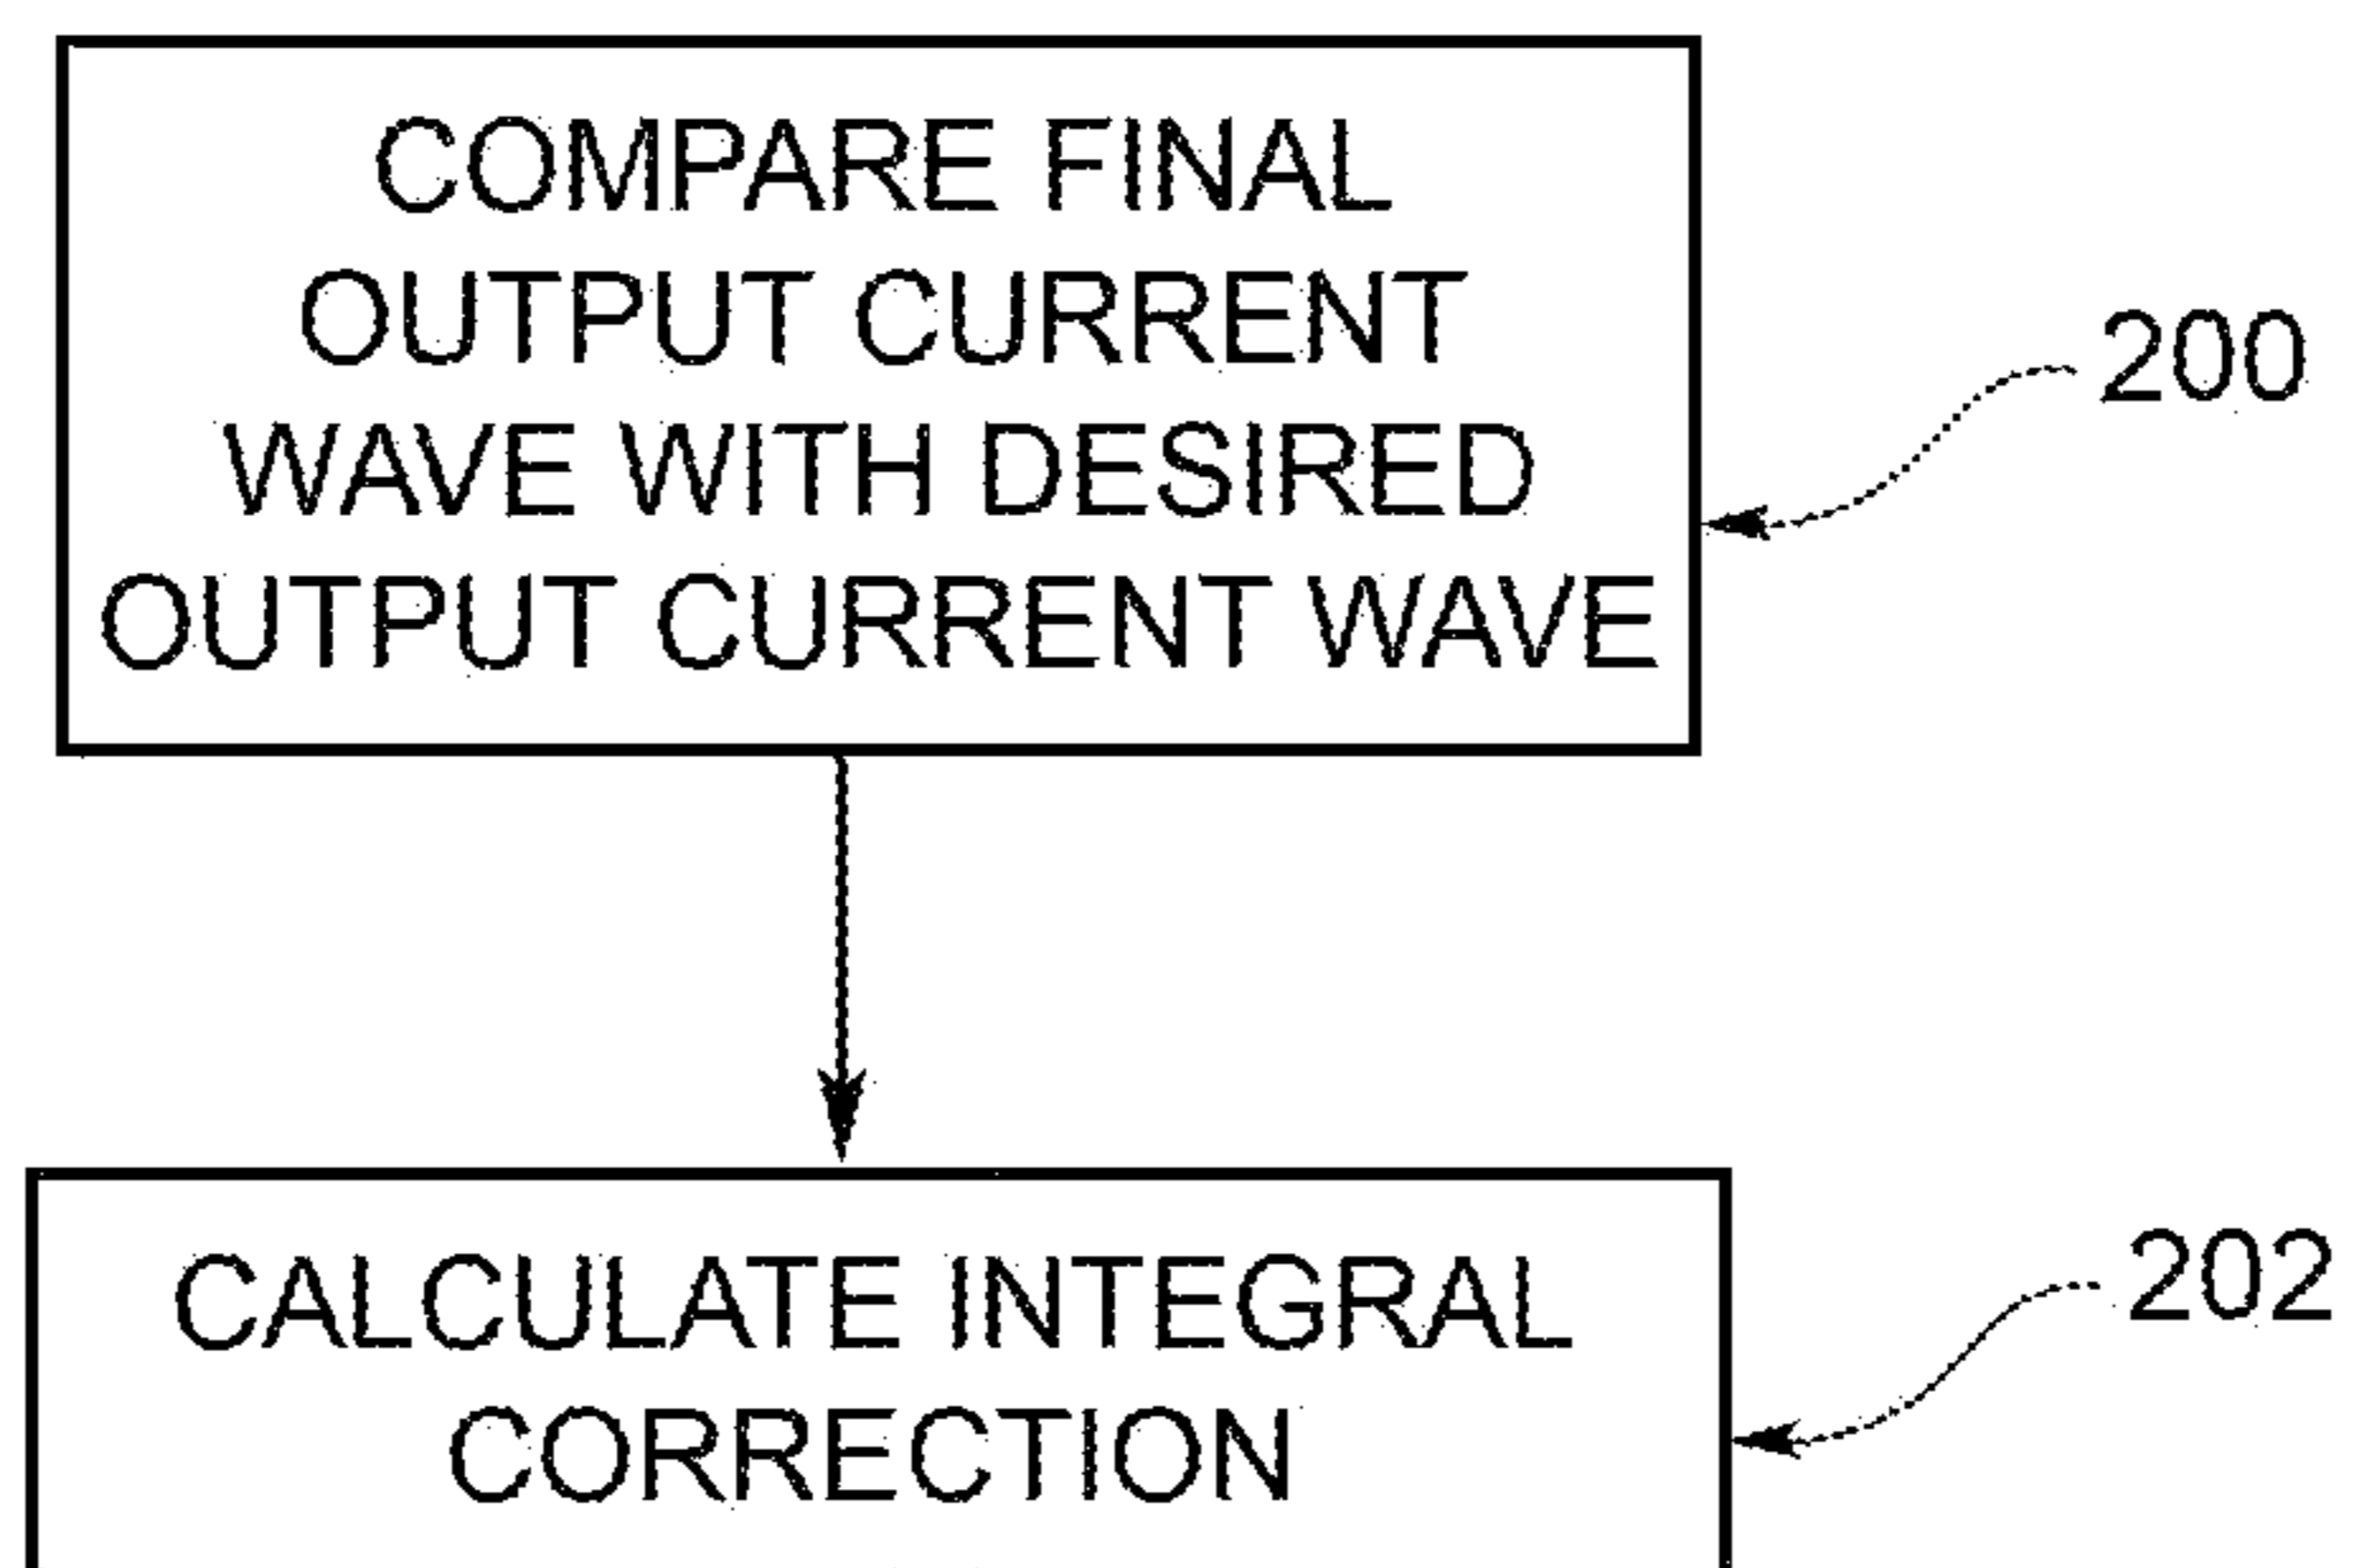 COMPARE FINAL
OUTPUT CURRENT
WAVE WITH DESIRED
OUTPUT CURRENT WAVE
200
CALCULATE INTEGRAL
CORRECTION
202